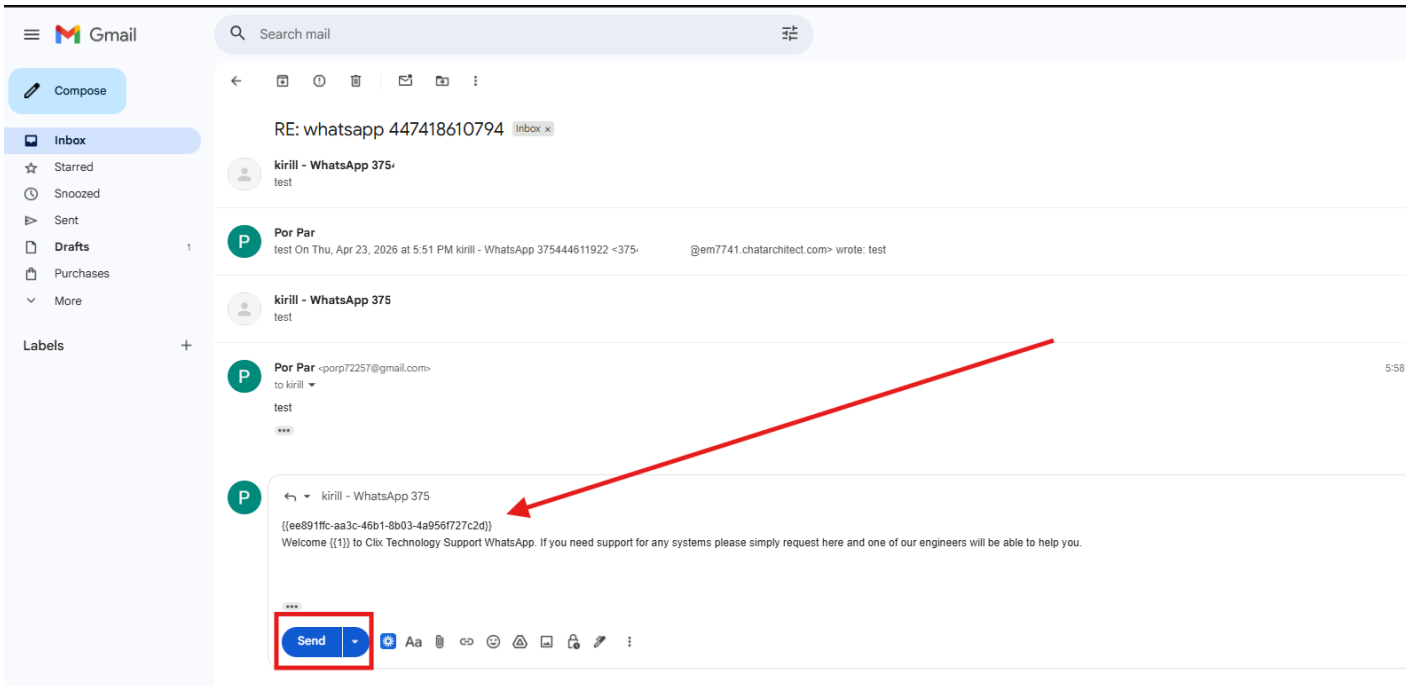 Gmail
Search mail
Compose
Inbox
Starred
Snoozed
Sent
Drafts 1
Purchases
More
Labels
RE: whatsapp 447418610794 Inbox ×
kirill - WhatsApp 375
test
Por Par
test On Thu, Apr 23, 2026 at 5:51 PM kirill - WhatsApp 375444611922 <375 @em7741.chatarchitect.com> wrote: test
kirill - WhatsApp 375
test
P
Por Par <porp72257@gmail.com>
5:58
to kirill
test
P
kirill - WhatsApp 375
{{ee891ffc-aa3c-46b1-8b03-4a956f727c2d}}
Welcome {{1}} to Clix Technology Support WhatsApp. If you need support for any systems please simply request here and one of our engineers will be able to help you.
Send
Aa